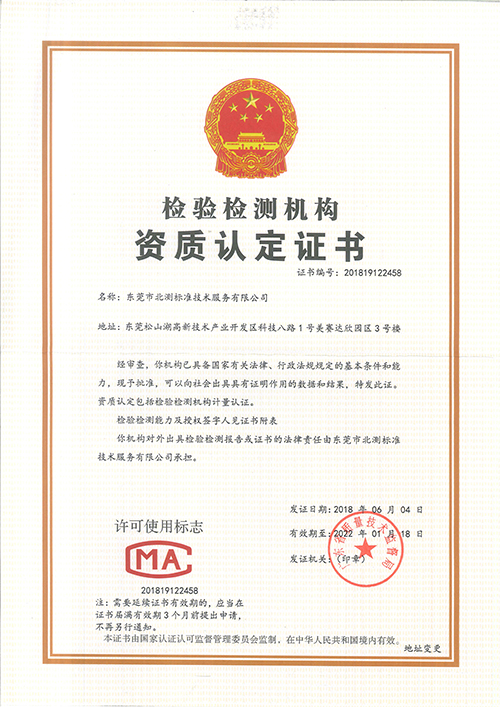 检验检测机构
资质认定证书
证书编号：201819122458
名称：东莞市北测标准技术服务有限公司
地址：东莞松山湖高新技术产业开发区科技八路1号美赛达欣园区3号楼
经审查，你机构已具备国家有关法律、行政法规规定的基本条件和能
力，现予批准，可以向社会出具具有证明作用的数据和结果，特发此证。
资质认定包括检验检测机构计量认证。
检验检测能力及授权签字人见证书附表
你机构对外出具检验检测报告或证书的法律责任由东莞市北测标准
技术服务有限公司承担。
发证日期：2018 年 06 月 04 日
许可使用标志
有效期至：2022 年 01 月 18 日
发证机关：（印章）
广东省质量技术监督局
MA
201819122458
注：需要延续证书有效期的，应当在
证书届满有效期3个月前提出申请，
不再另行通知。
本证书由国家认证认可监督管理委员会监制，在中华人民共和国境内有效。
地址变更